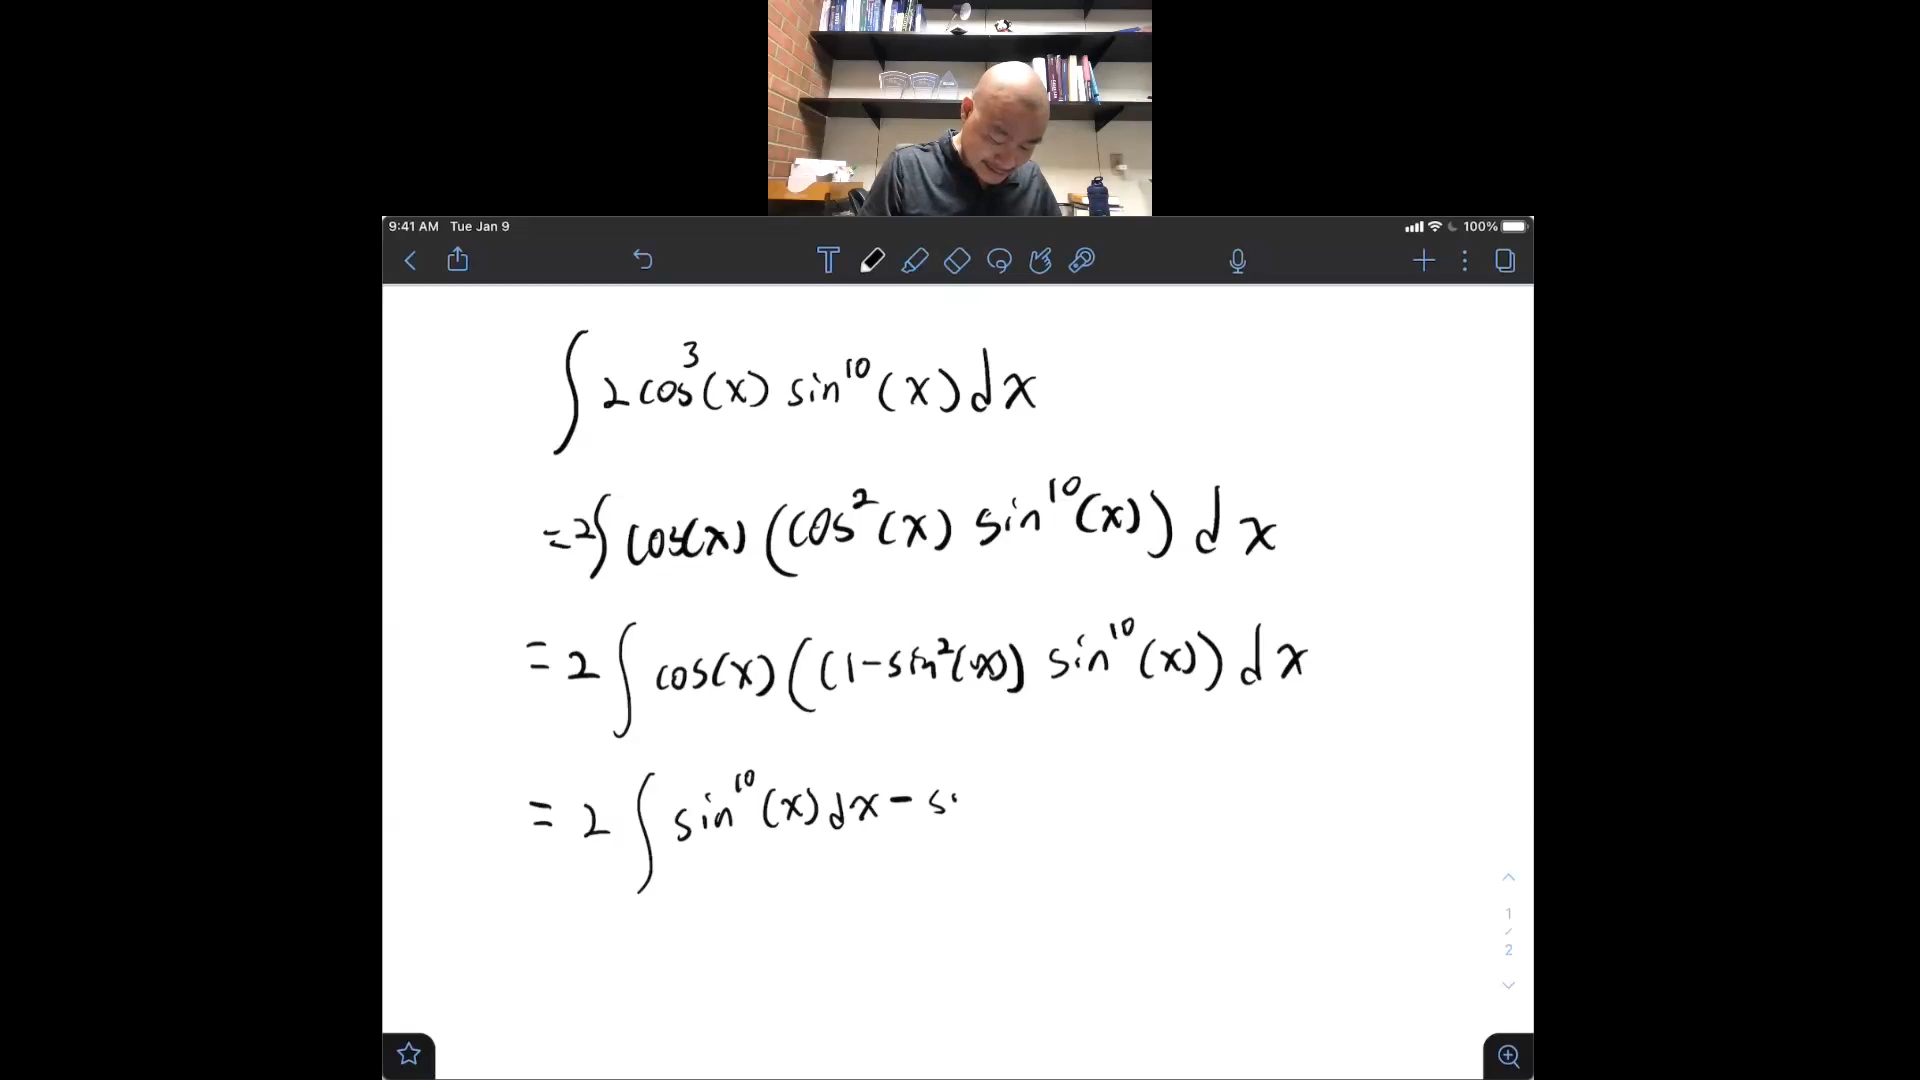 9:41 AM Tue Jan 9 100%
∫ 2cos³(x) sin¹⁰(x)dx
=2∫ cos(x) (cos²(x) sin¹⁰(x)) dx
= 2 ∫ cos(x) ((1-sin²(x)) sin¹⁰(x)) dx
= 2 ∫ sin¹⁰(x)dx - s
1
2